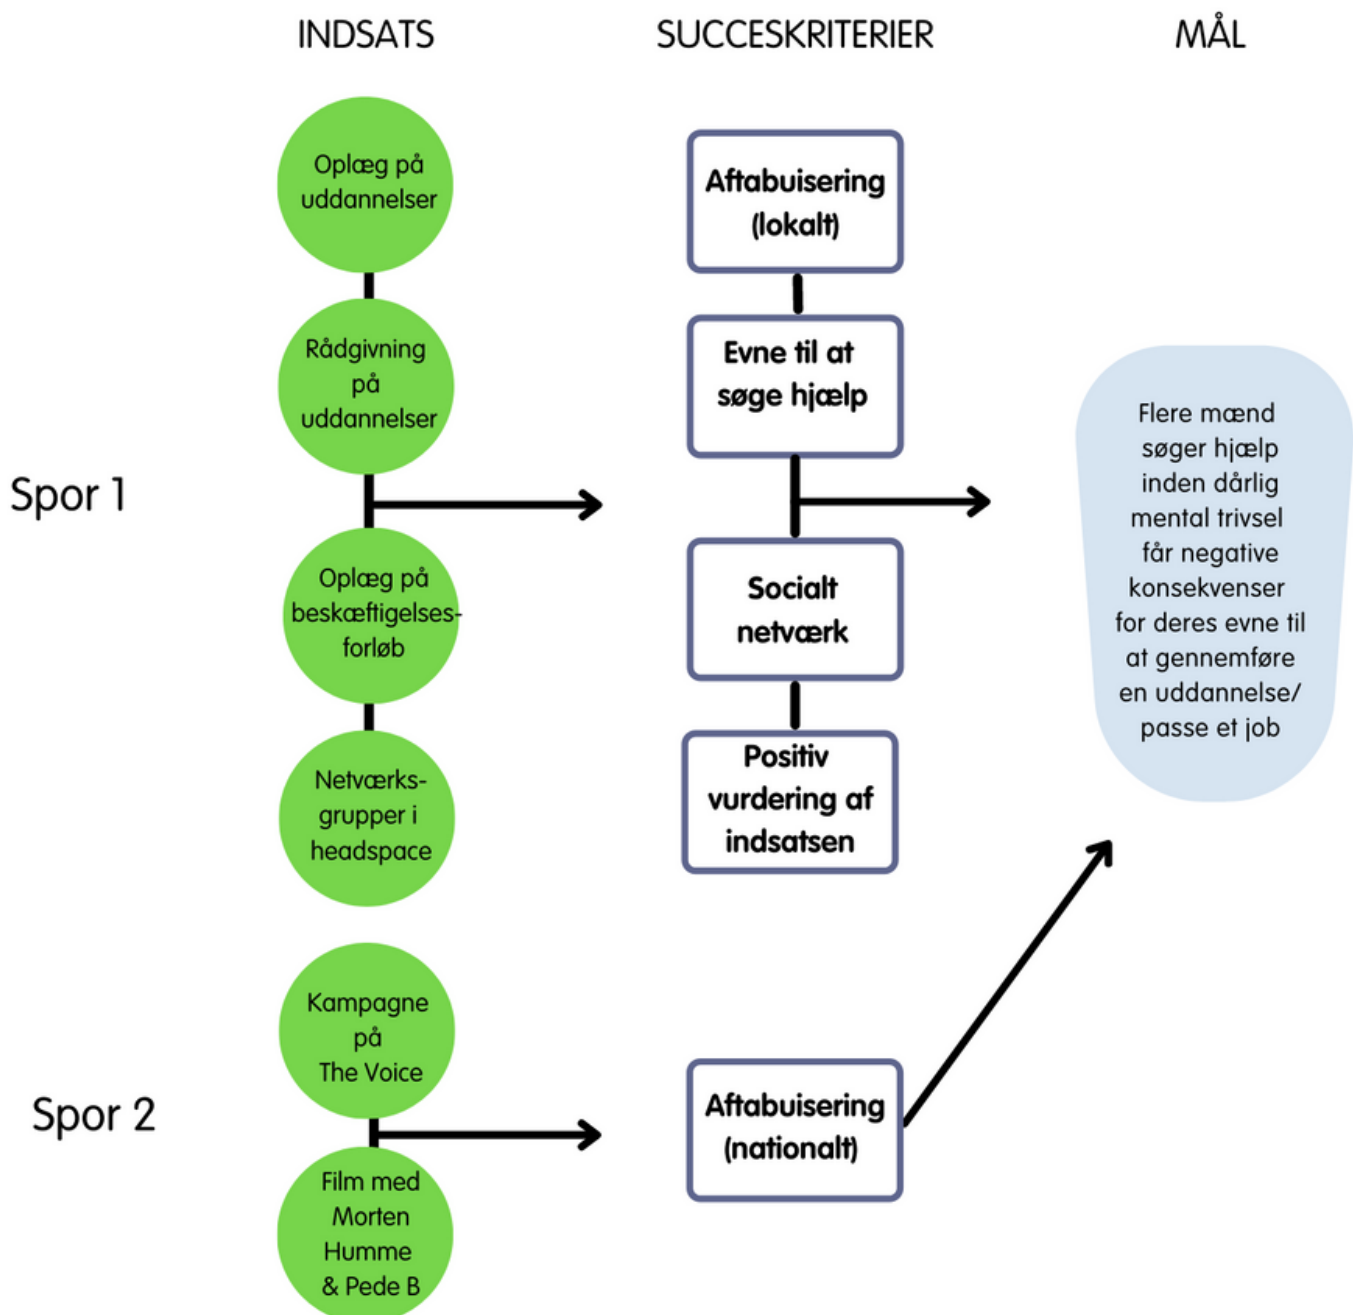 INDSATS
SUCCESKRITERIER
MÅL
Spor 1
Oplæg på
uddannelser
Rådgivning
på
uddannelser
Oplæg på
beskæftigelses-
forløb
Netværks-
grupper i
headspace
Aftabuisering
(lokalt)
Evne til at
søge hjælp
Socialt
netværk
Positiv
vurdering af
indsatsen
Flere mænd
søger hjælp
inden dårlig
mental trivsel
får negative
konsekvenser
for deres evne til
at gennemføre
en uddannelse/
passe et job
Spor 2
Kampagne
på
The Voice
Film med
Morten
Humme
& Pede B
Aftabuisering
(nationalt)